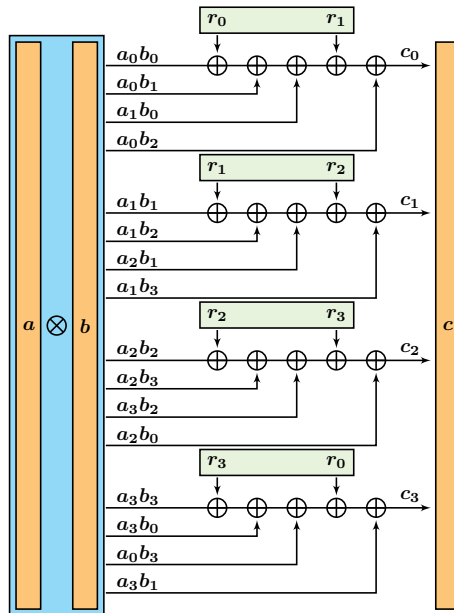 r₀ r₁
a₀b₀ c₀
a₀b₁
a₁b₀
a₀b₂
r₁ r₂
a₁b₁ c₁
a₁b₂
a₂b₁
a₁b₃
r₂ r₃
a ⊗ b c
a₂b₂ c₂
a₂b₃
a₃b₂
a₂b₀
r₃ r₀
a₃b₃ c₃
a₃b₀
a₀b₃
a₃b₁